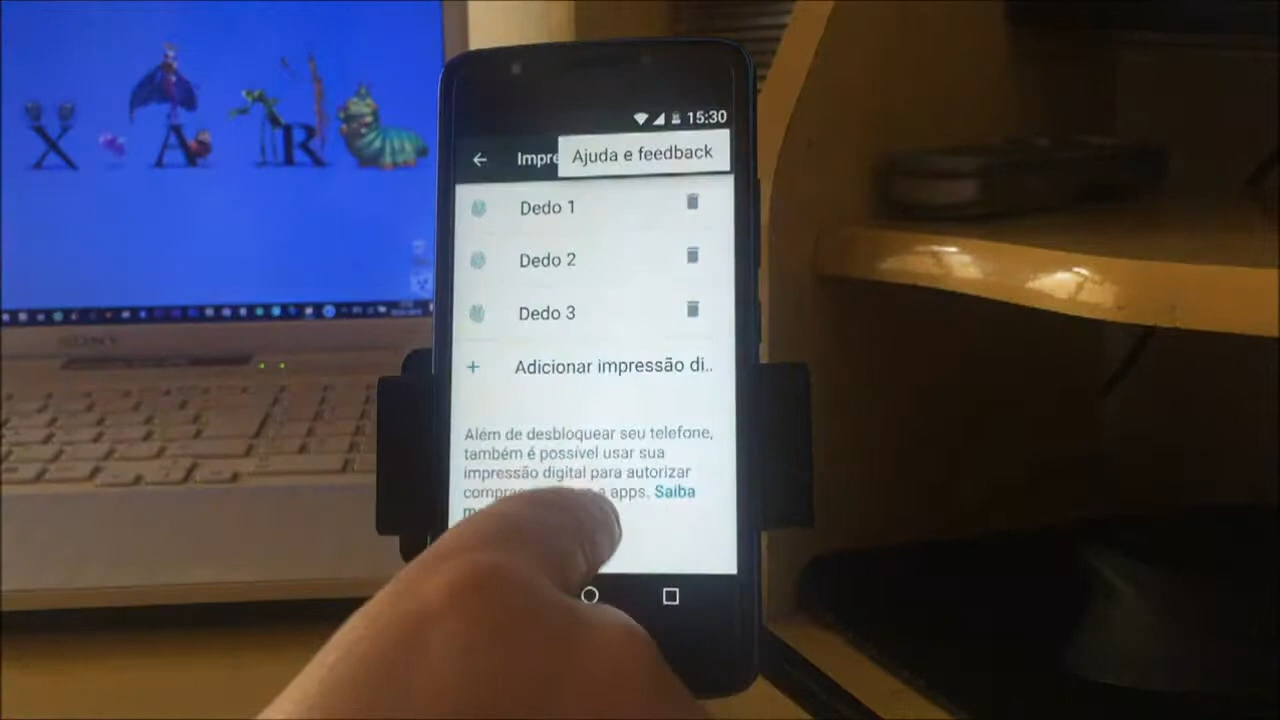 X A R
SONY
15:30
Impre
Ajuda e feedback
Dedo 1
Dedo 2
Dedo 3
+ Adicionar impressão di..
Além de desbloquear seu telefone,
também é possível usar sua
impressão digital para autorizar
a apps. Saiba